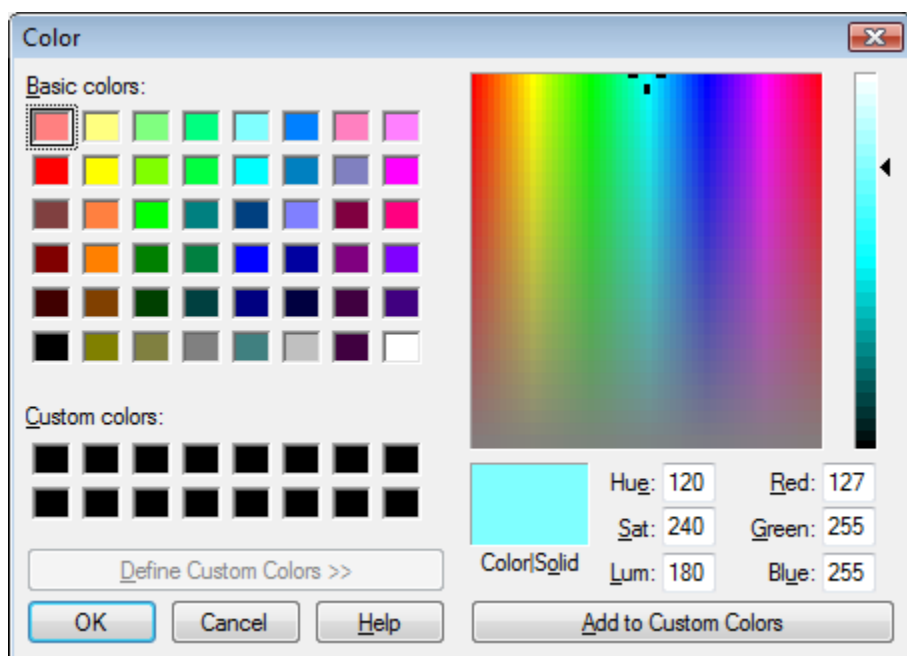 Color
Basic colors:
Custom colors:
Define Custom Colors >>
OK Cancel Help
Color|Solid
Hue: 120 Red: 127
Sat: 240 Green: 255
Lum: 180 Blue: 255
Add to Custom Colors